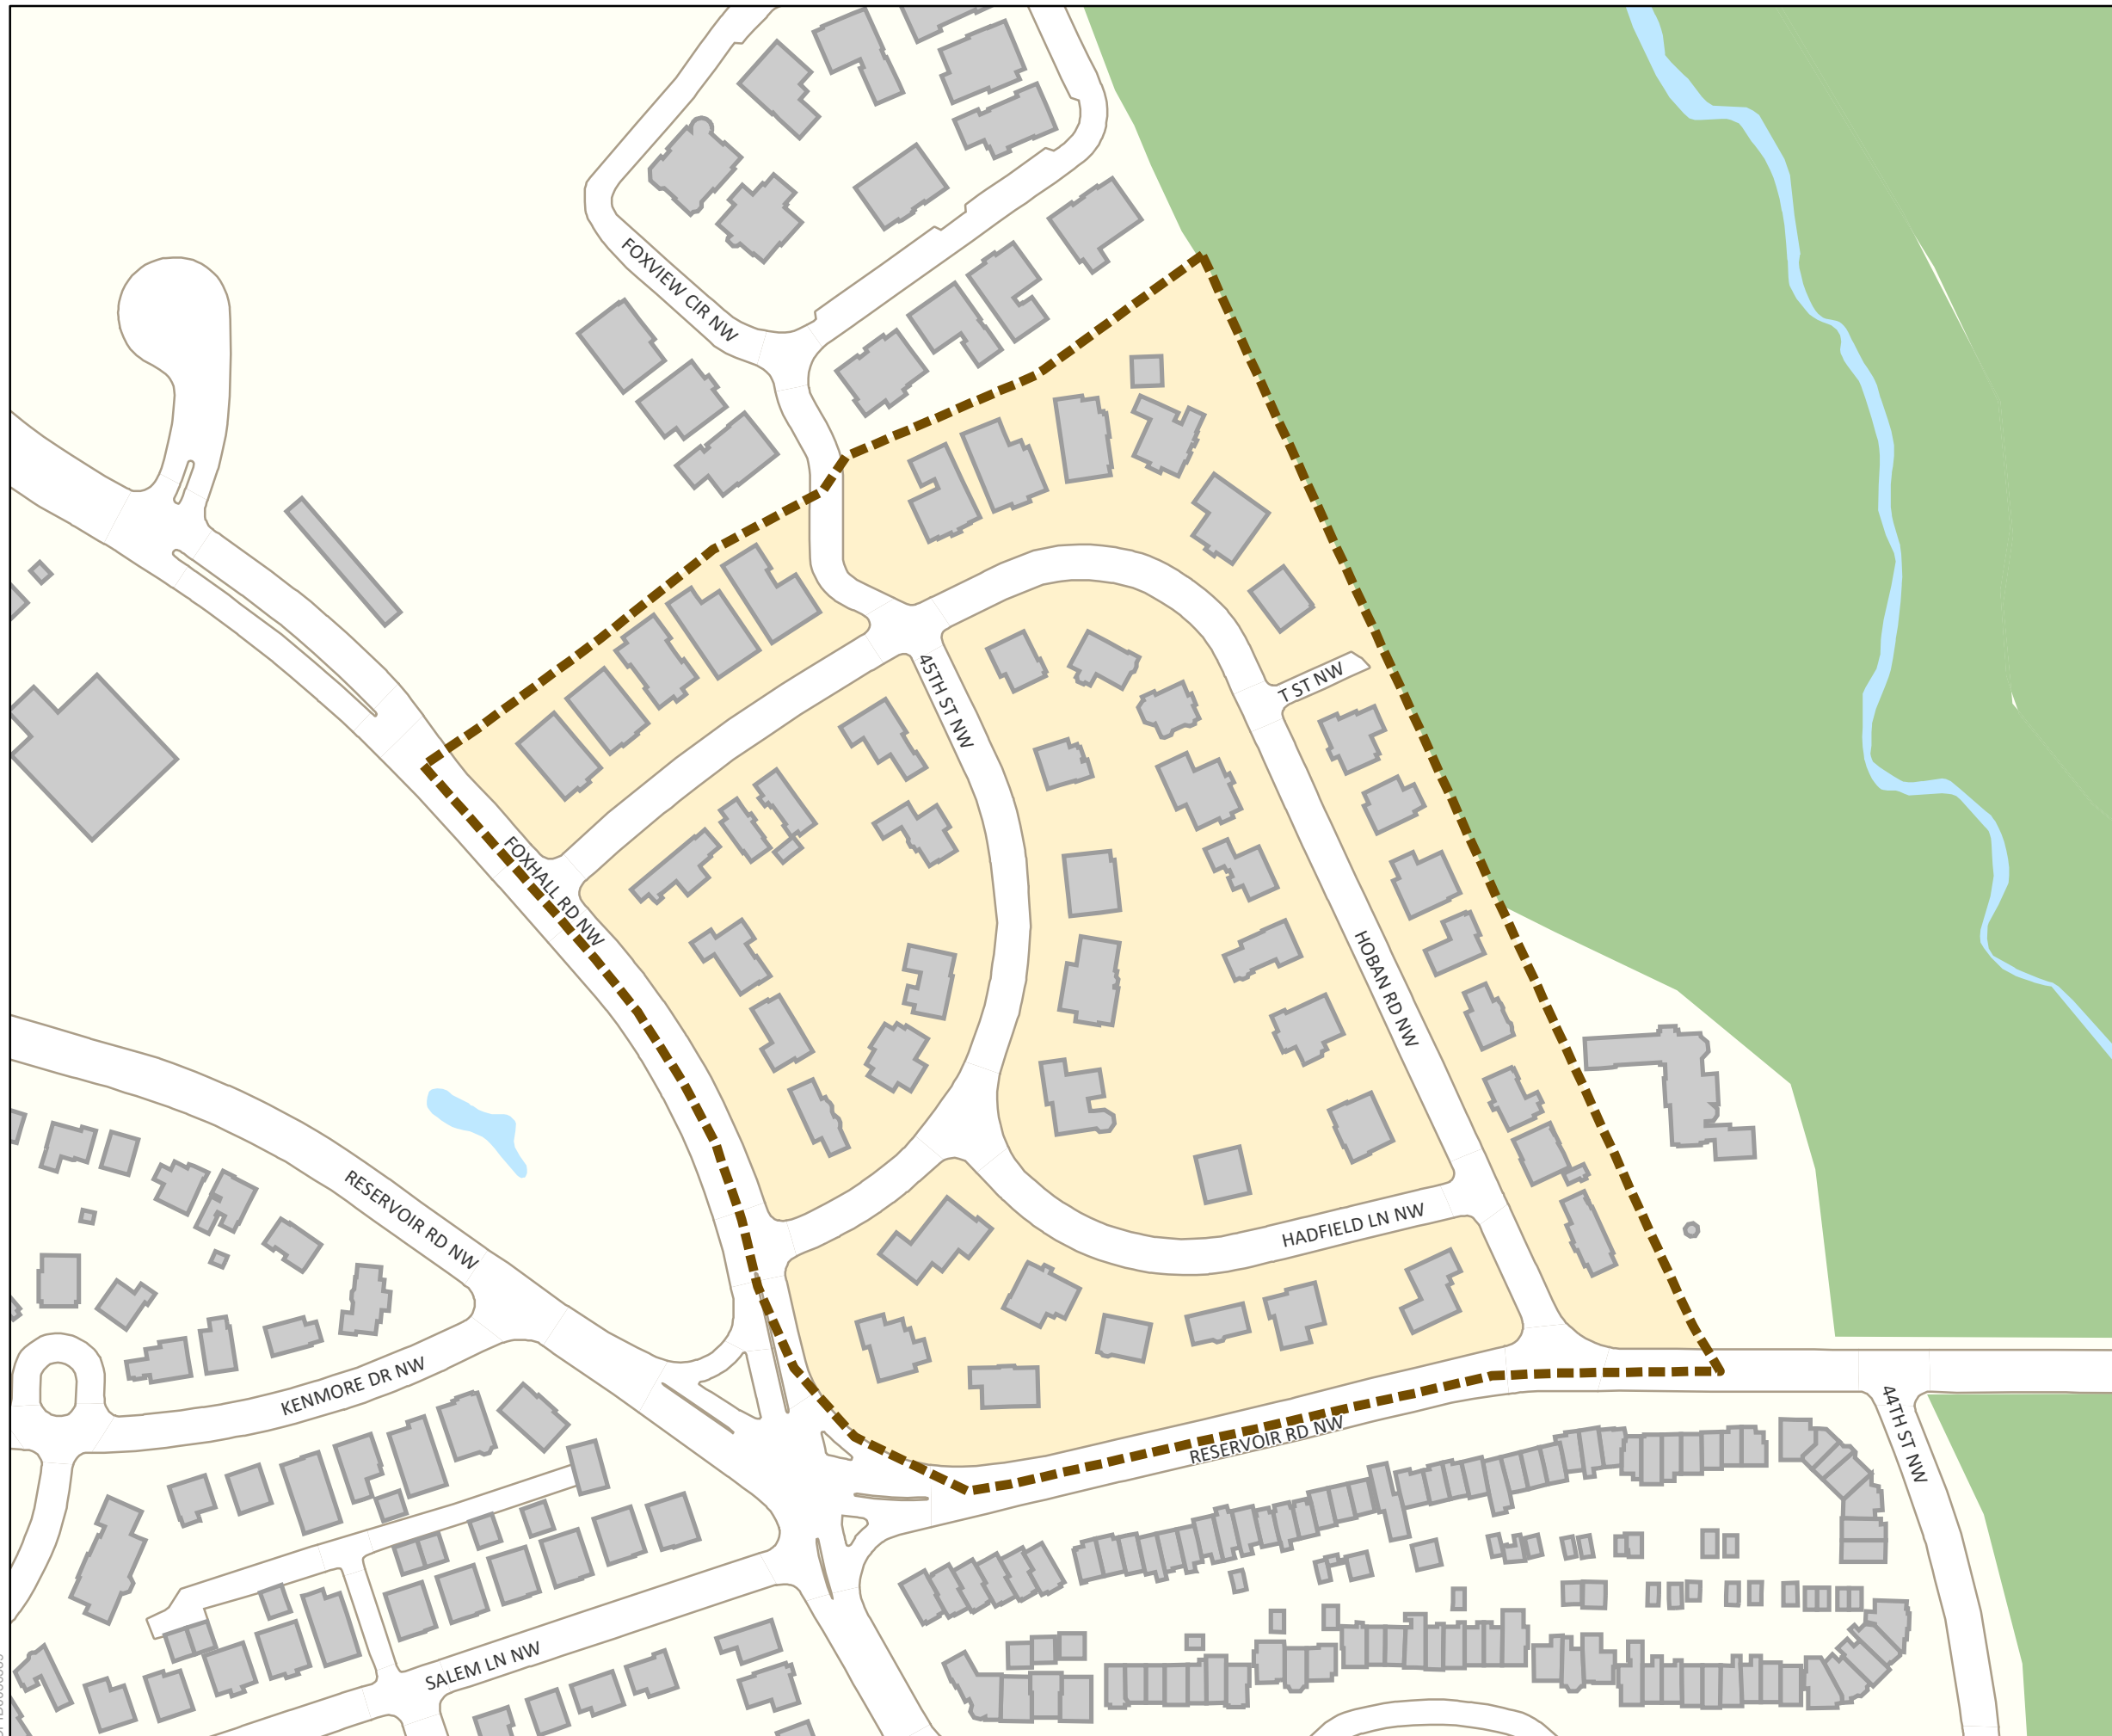 FOXVIEW CIR NW
45TH ST NW
T ST NW
FOXHALL RD NW
HOBAN RD NW
RESERVOIR RD NW
HADFIELD LN NW
KENMORE DR NW
RESERVOIR RD NW
44TH ST NW
SALEM LN NW